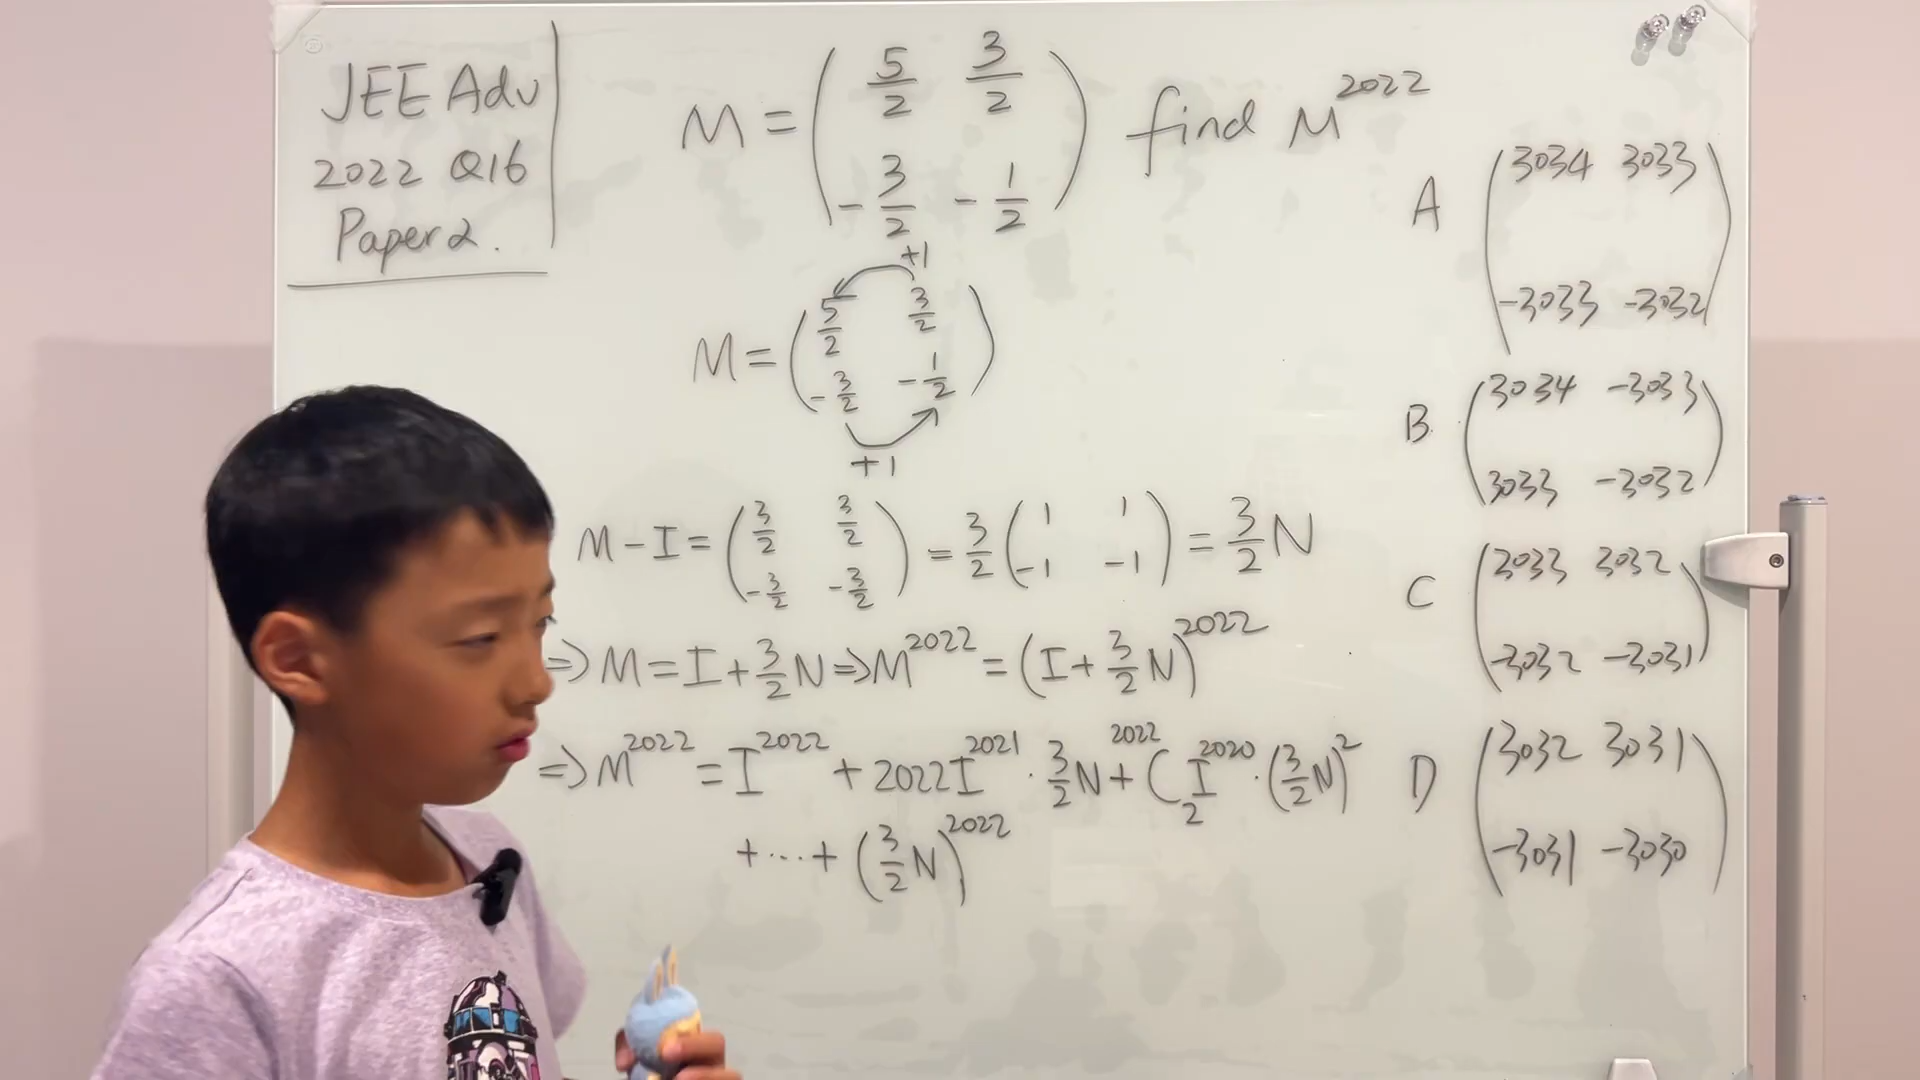 JEE Adv
2022 Q16
Paper 2.
M = ( 5/2 3/2
-3/2 -1/2 ) find M^2022
+1
M = ( 5/2 3/2
-3/2 -1/2 )
+1
M - I = ( 3/2 3/2
-3/2 -3/2 ) = 3/2 ( 1 1
-1 -1 ) = 3/2 N
⇒ M = I + 3/2 N ⇒ M^2022 = (I + 3/2 N)^2022
⇒ M^2022 = I^2022 + 2022 I^2021 · 3/2 N + ^2022C_2 I^2020 · (3/2 N)^2
+ ··· + (3/2 N)^2022
A ( 3034 3033
-3033 -3032 )
B. ( 3034 -3033
3033 -3032 )
C ( 3033 3032
-3032 -3031 )
D ( 3032 3031
-3031 -3030 )